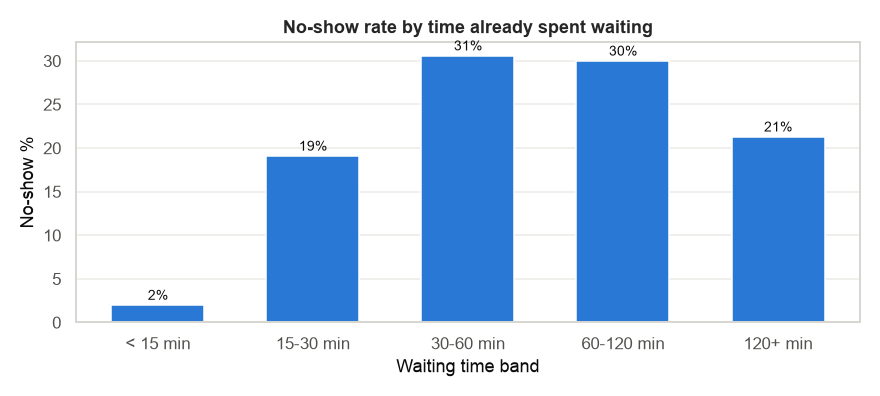 No-show rate by time already spent waiting
No-show %
30
25
20
15
10
5
0
2%
19%
31%
30%
21%
< 15 min
15-30 min
30-60 min
60-120 min
120+ min
Waiting time band